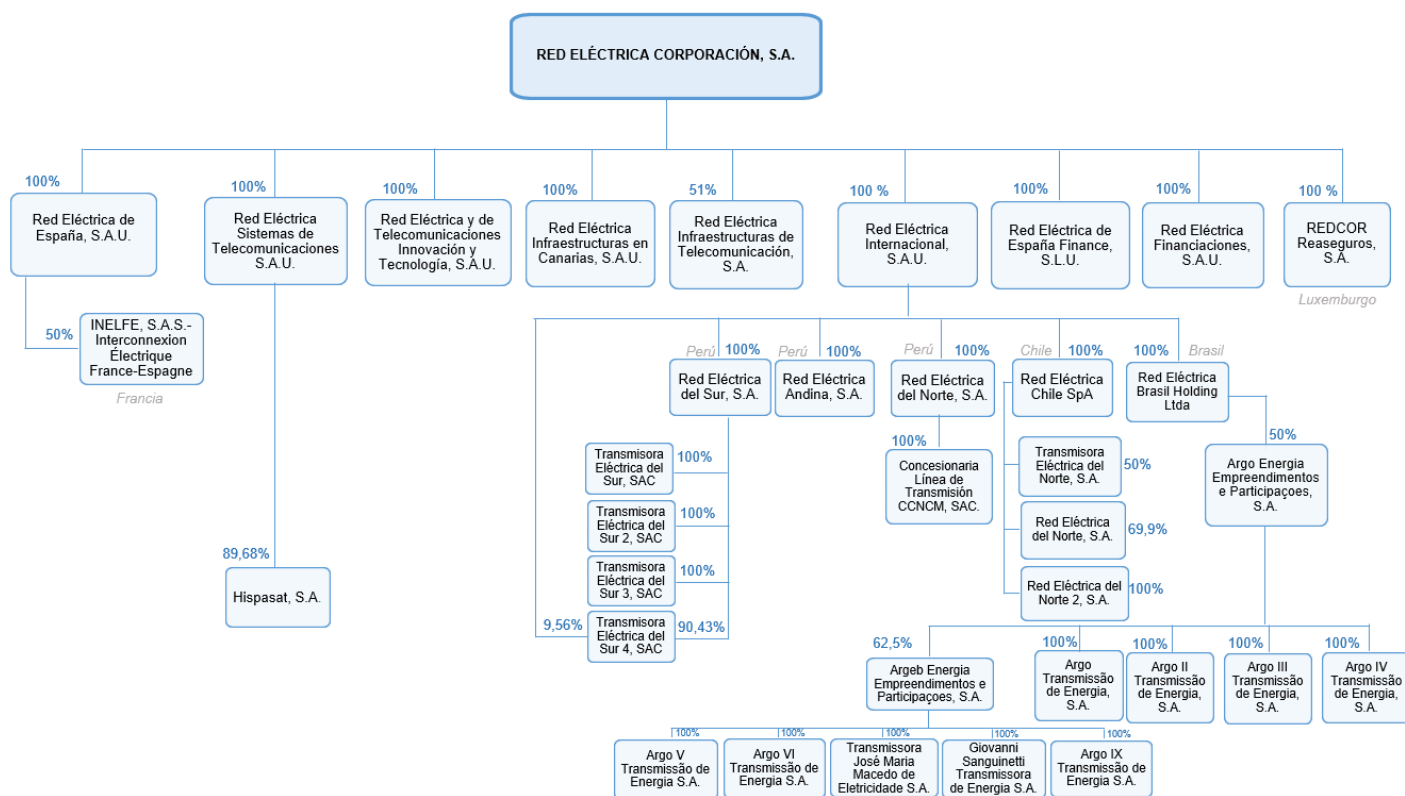 RED ELÉCTRICA CORPORACIÓN, S.A.
100%
Red Eléctrica de
España, S.A.U.
50%
INELFE, S.A.S.-
Interconnexion
Électrique
France-Espagne
Francia
100%
Red Eléctrica
Sistemas de
Telecomunicaciones
S.A.U.
89,68%
Hispasat, S.A.
100%
Red Eléctrica y de
Telecomunicaciones
Innovación y
Tecnología, S.A.U.
100%
Red Eléctrica
Infraestructuras en
Canarias, S.A.U.
51%
Red Eléctrica
Infraestructuras de
Telecomunicación,
S.A.
100 %
Red Eléctrica
Internacional,
S.A.U.
100%
Red Eléctrica de
España Finance,
S.L.U.
100%
Red Eléctrica
Financiaciones,
S.A.U.
100 %
REDCOR
Reaseguros,
S.A.
Luxemburgo
Perú
100%
Red Eléctrica
del Sur, S.A.
Transmisora
Eléctrica del
Sur, SAC
100%
Transmisora
Eléctrica del
Sur 2, SAC
100%
Transmisora
Eléctrica del
Sur 3, SAC
100%
9,56%
Transmisora
Eléctrica del
Sur 4, SAC
90,43%
Perú
100%
Red Eléctrica
Andina, S.A.
Perú
100%
Red Eléctrica
del Norte, S.A.
100%
Concesionaria
Línea de
Transmisión
CCNCM, SAC.
Chile
100%
Red Eléctrica
Chile SpA
Transmisora
Eléctrica del
Norte, S.A.
50%
Red Eléctrica
del Norte, S.A.
69,9%
Red Eléctrica del
Norte 2, S.A.
100%
100%
Brasil
Red Eléctrica
Brasil Holding
Ltda
50%
Argo Energia
Empreendimentos
e Participaçoes,
S.A.
62,5%
Argeb Energia
Empreendimentos e
Participaçoes, S.A.
100%
Argo
Transmissão
de Energia,
S.A.
100%
Argo II
Transmissão
de Energia,
S.A.
100%
Argo III
Transmissão
de Energia,
S.A.
100%
Argo IV
Transmissão
de Energia,
S.A.
100%
Argo V
Transmissão de
Energia S.A.
100%
Argo VI
Transmissão de
Energia S.A.
100%
Transmissora
José Maria
Macedo de
Eletricidade S.A.
100%
Giovanni
Sanguinetti
Transmissora
de Energia S.A.
100%
Argo IX
Transmissão de
Energia S.A.